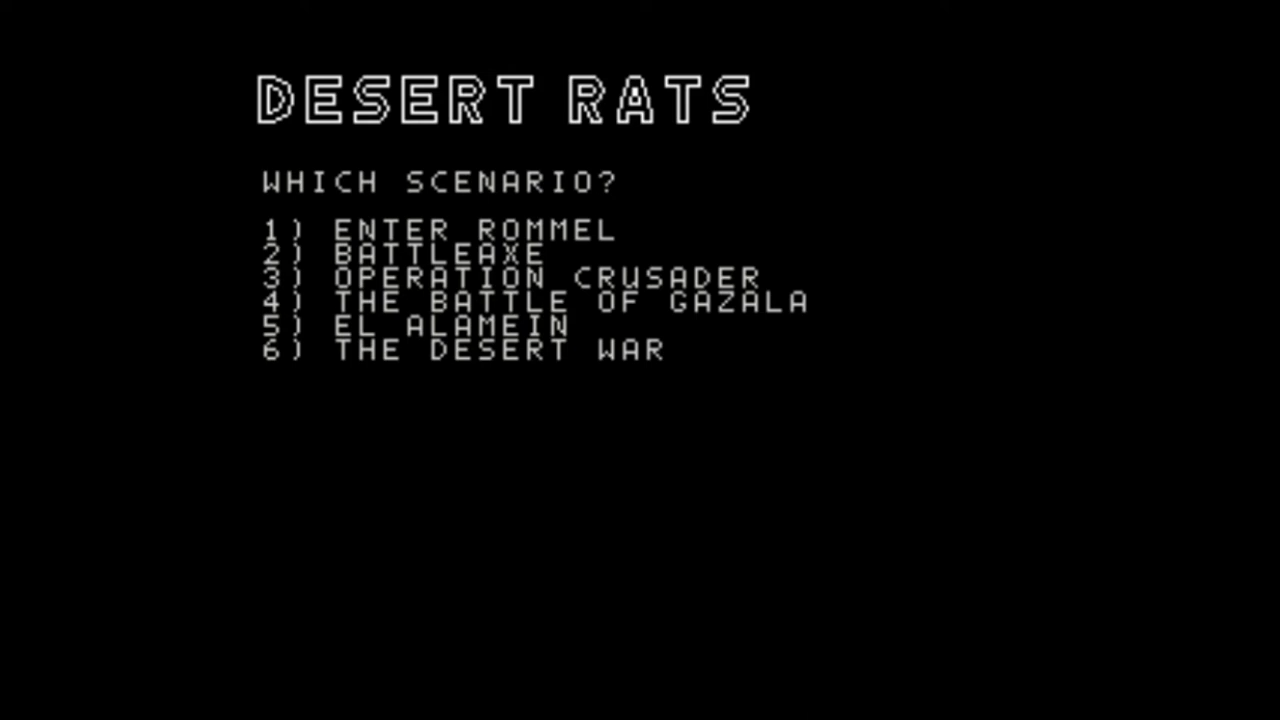 DESERT RATS
WHICH SCENARIO?
1) ENTER ROMMEL
2) BATTLEAXE
3) OPERATION CRUSADER
4) THE BATTLE OF GAZALA
5) EL ALAMEIN
6) THE DESERT WAR